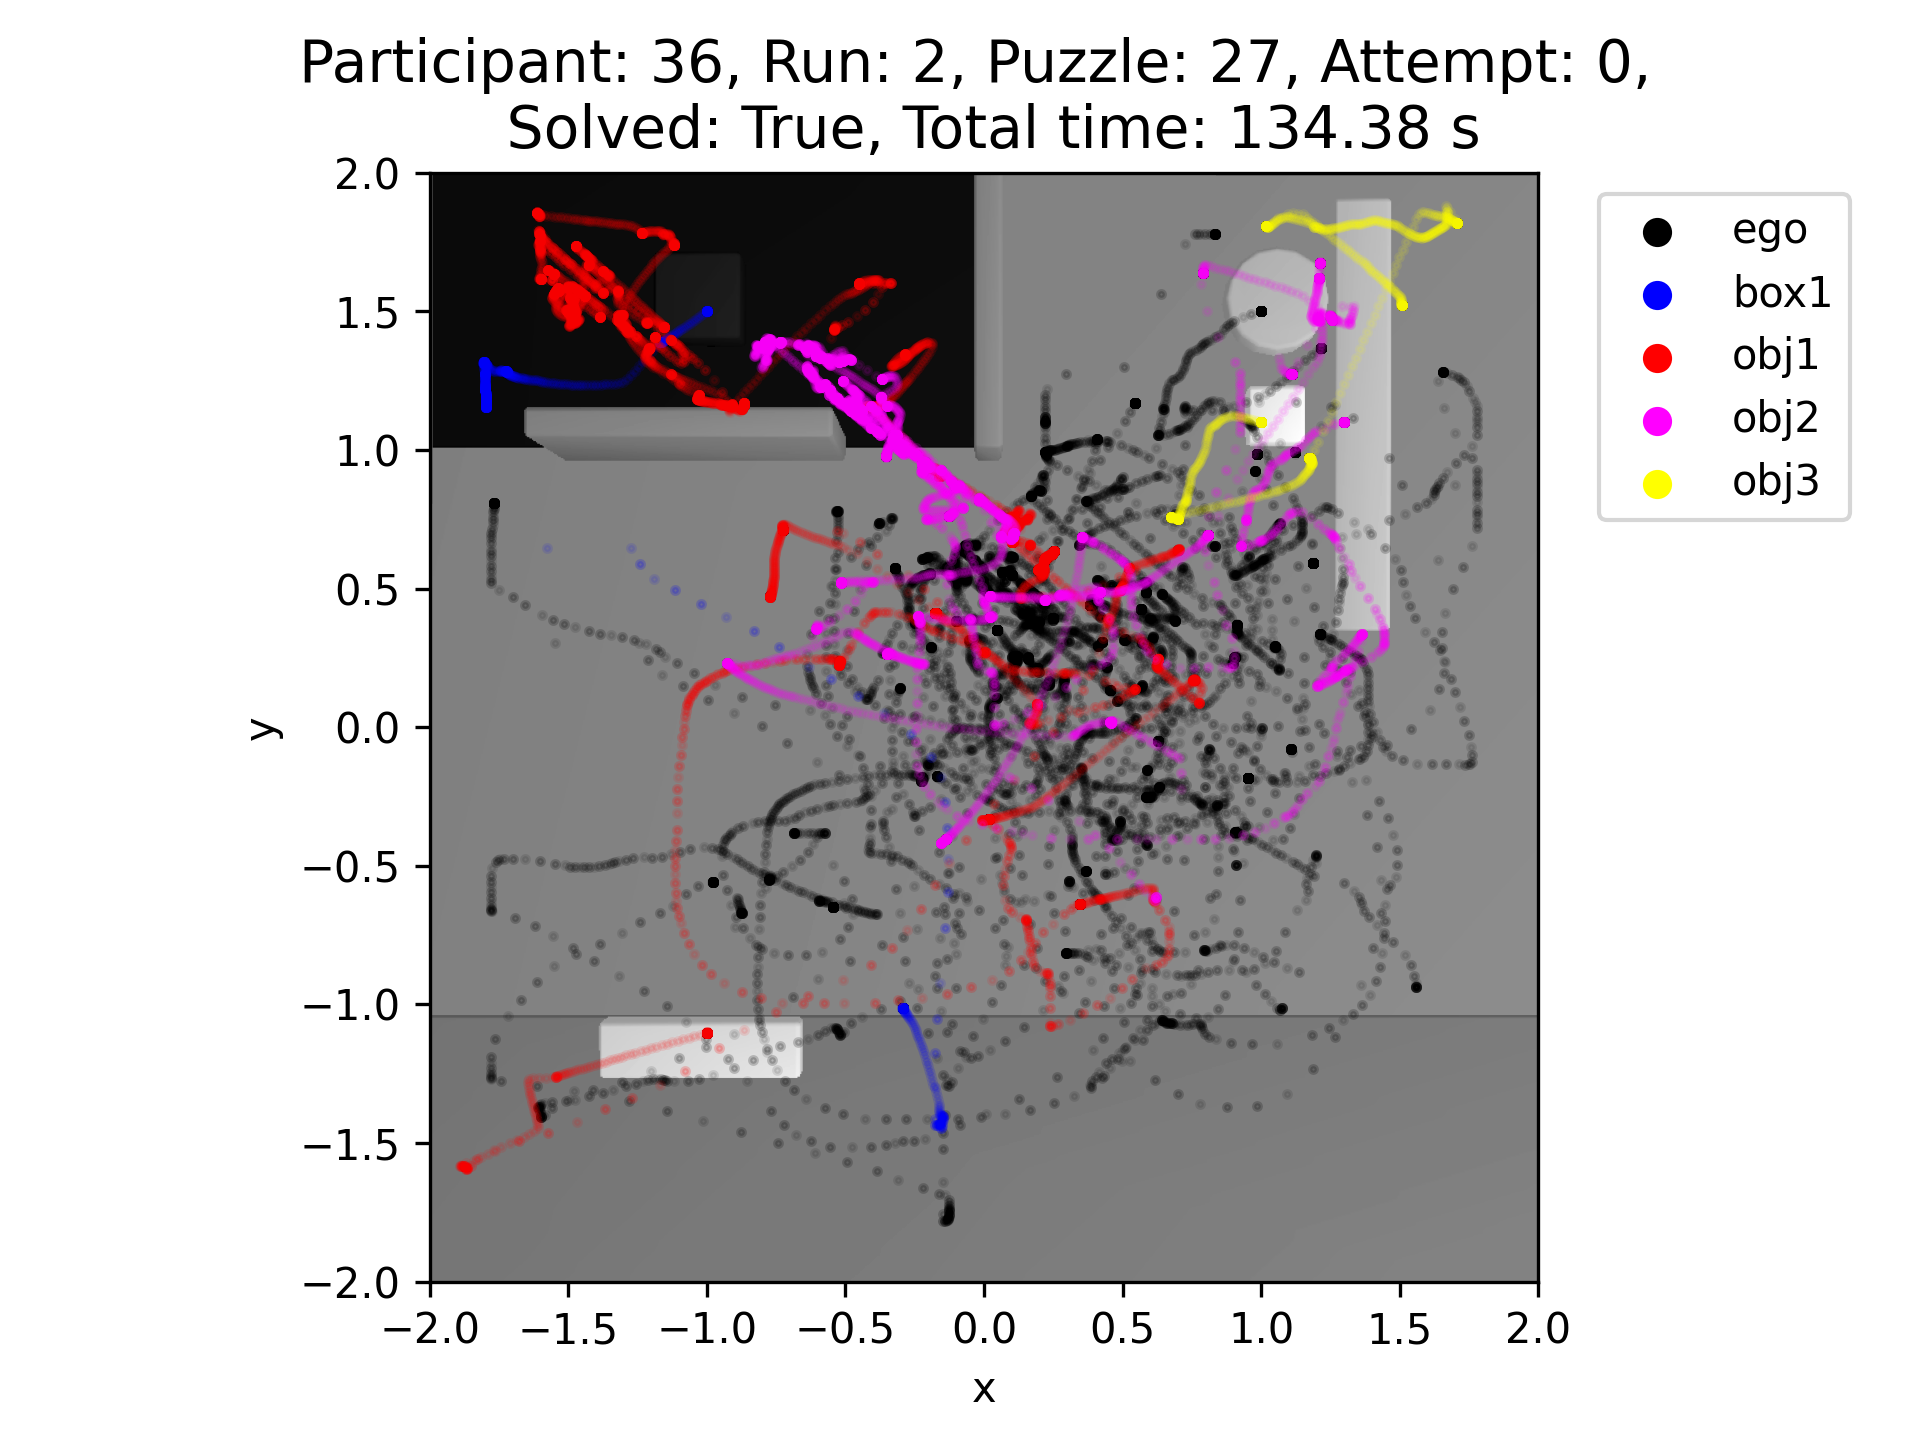 Participant: 36, Run: 2, Puzzle: 27, Attempt: 0,
Solved: True, Total time: 134.38 s
2.0
1.5
1.0
0.5
0.0
−0.5
−1.0
−1.5
−2.0
y
−2.0 −1.5 −1.0 −0.5 0.0 0.5 1.0 1.5 2.0
x
ego
box1
obj1
obj2
obj3